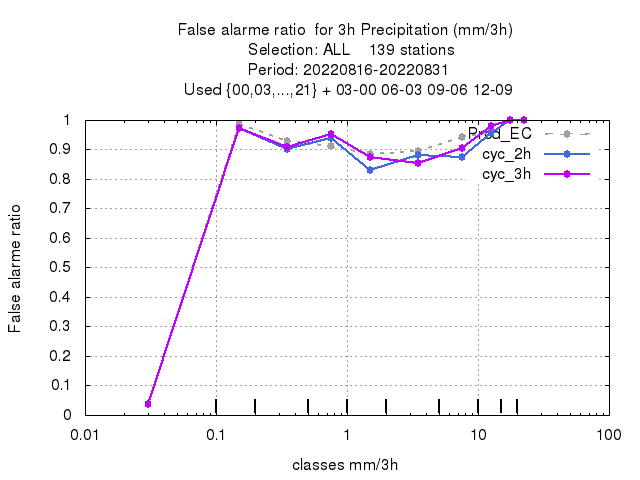 False alarme ratio  for 3h Precipitation (mm/3h)
Selection: ALL    139 stations
Period: 20220816-20220831
Used {00,03,...,21} + 03-00 06-03 09-06 12-09
Prod_EC
cyc_2h
cyc_3h
1
0.9
0.8
0.7
0.6
0.5
0.4
0.3
0.2
0.1
0
False alarme ratio
0.01 0.1 1 10 100
classes mm/3h